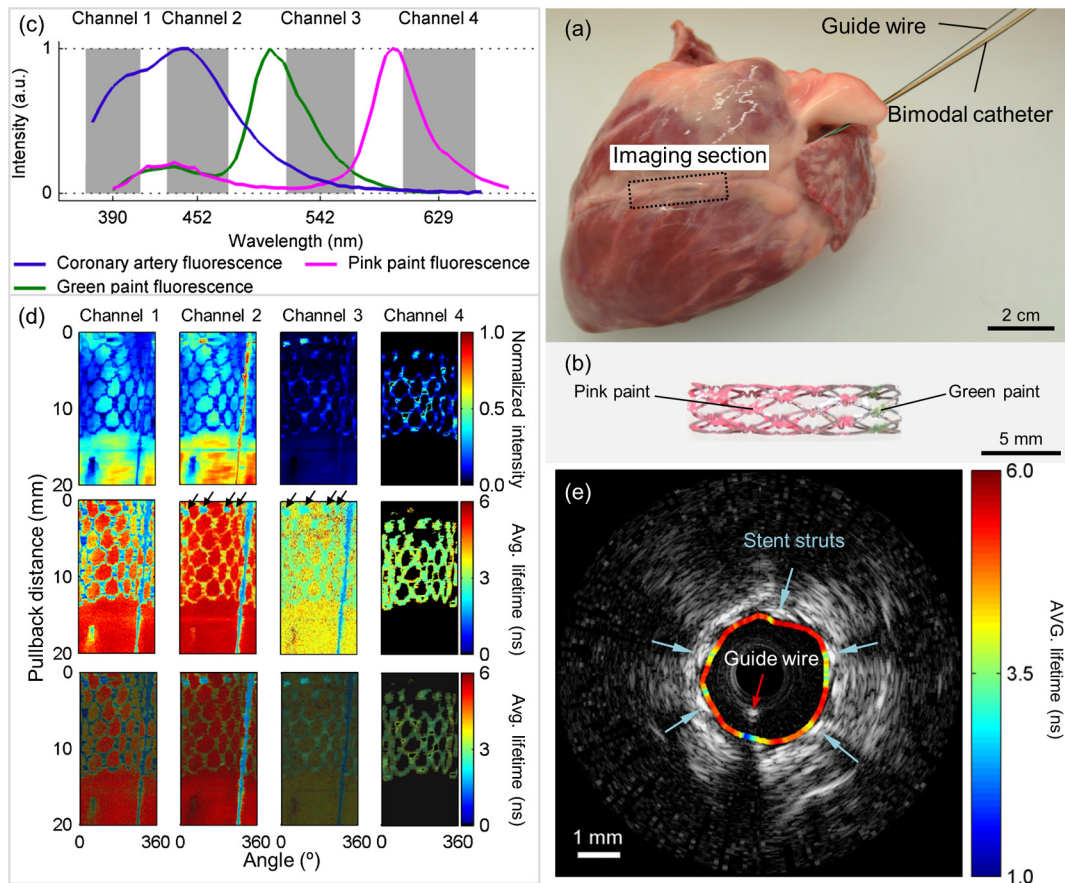 (c)
Channel 1 Channel 2 Channel 3 Channel 4
1
0
Intensity (a.u.)
390 452 542 629
Wavelength (nm)
Coronary artery fluorescence
Pink paint fluorescence
Green paint fluorescence
(d)
Channel 1 Channel 2 Channel 3 Channel 4
0
10
20
1.0
0.5
0.0
Normalized intensity
0
10
20
6
3
0
Avg. lifetime (ns)
0
10
20
6
3
0
Avg. lifetime (ns)
Pullback distance (mm)
0 360 0 360 0 360 0 360
Angle (º)
(a)
Guide wire
Bimodal catheter
Imaging section
2 cm
(b)
Pink paint
Green paint
5 mm
(e)
Stent struts
Guide wire
1 mm
6.0
3.5
1.0
AVG. lifetime (ns)